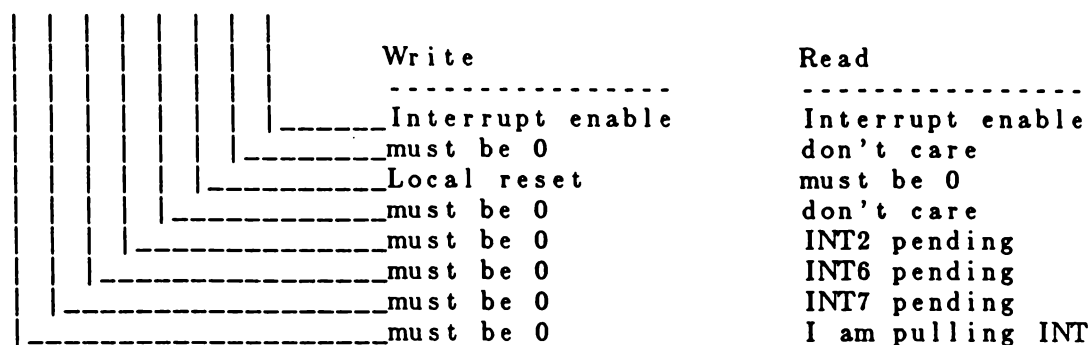 Write Read
---------------- ----------------
Interrupt enable Interrupt enable
must be 0 don't care
Local reset must be 0
must be 0 don't care
must be 0 INT2 pending
must be 0 INT6 pending
must be 0 INT7 pending
must be 0 I am pulling INT